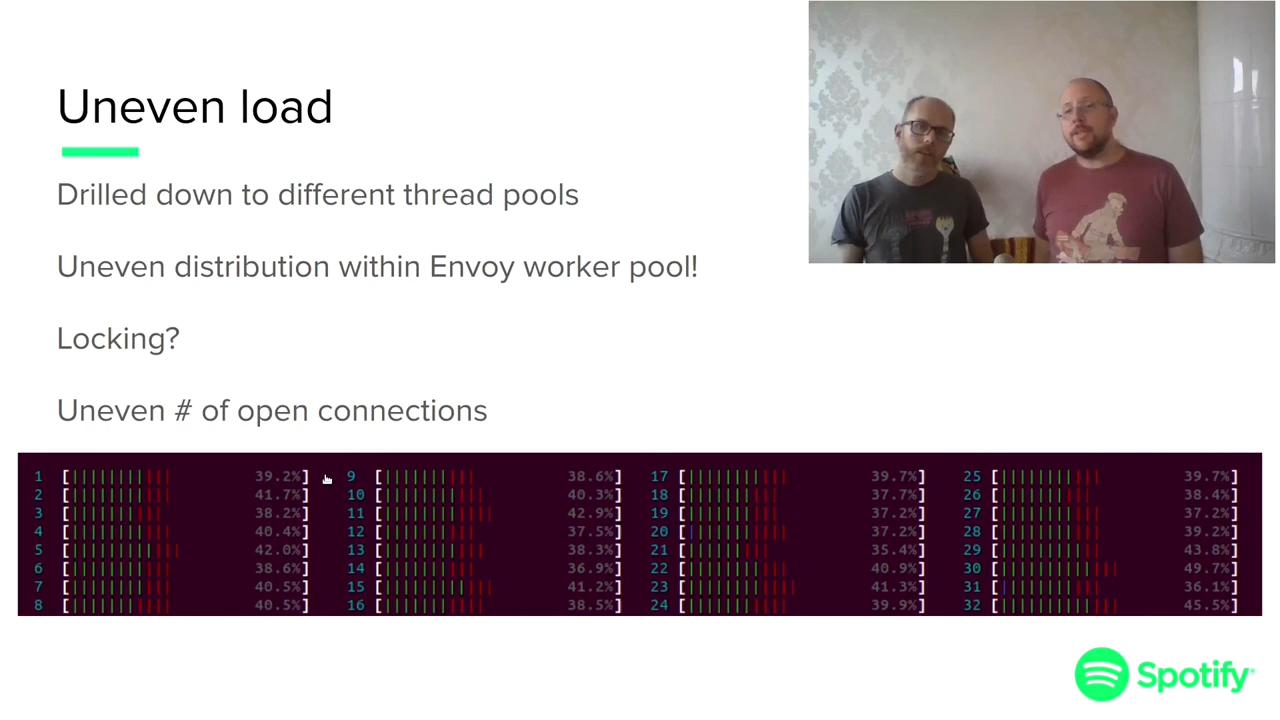 Uneven load
Drilled down to different thread pools
Uneven distribution within Envoy worker pool!
Locking?
Uneven # of open connections
1 [||||||||||| 39.2%] 9 [|||||||||| 38.6%] 17 [||||||||||| 39.7%] 25 [||||||||||| 39.7%]
2 [||||||||||| 41.7%] 10 [||||||||||| 40.3%] 18 [|||||||||| 37.7%] 26 [|||||||||| 38.4%]
3 [|||||||||| 38.2%] 11 [|||||||||||| 42.9%] 19 [|||||||||| 37.2%] 27 [||||||||||| 37.2%]
4 [||||||||||| 40.4%] 12 [|||||||||| 37.5%] 20 [||||||||||| 37.2%] 28 [||||||||||| 39.2%]
5 [|||||||||||| 42.0%] 13 [||||||||||| 38.3%] 21 [||||||||| 35.4%] 29 [||||||||||| 43.8%]
6 [||||||||||| 38.6%] 14 [|||||||||| 36.9%] 22 [||||||||||| 40.9%] 30 [||||||||||||| 49.7%]
7 [||||||||||| 40.5%] 15 [|||||||||||| 41.2%] 23 [|||||||||||| 41.3%] 31 [||||||||||| 36.1%]
8 [||||||||||| 40.5%] 16 [||||||||||| 38.5%] 24 [||||||||||| 39.9%] 32 [||||||||||||| 45.5%]
Spotify